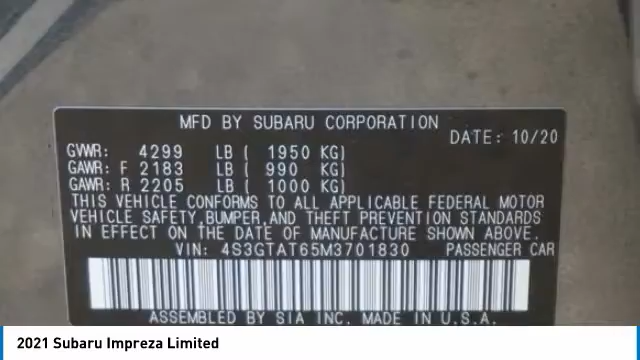 MFD BY SUBARU CORPORATION
DATE: 10/20
GVWR: 4299 LB ( 1950 KG)
GAWR: F 2183 LB ( 990 KG)
GAWR: R 2205 LB ( 1000 KG)
THIS VEHICLE CONFORMS TO ALL APPLICABLE FEDERAL MOTOR
VEHICLE SAFETY,BUMPER,AND THEFT PREVENTION STANDARDS
IN EFFECT ON THE DATE OF MANUFACTURE SHOWN ABOVE.
VIN: 4S3GTAT65M3701830 PASSENGER CAR
ASSEMBLED BY SIA INC. MADE IN U.S.A.
2021 Subaru Impreza Limited